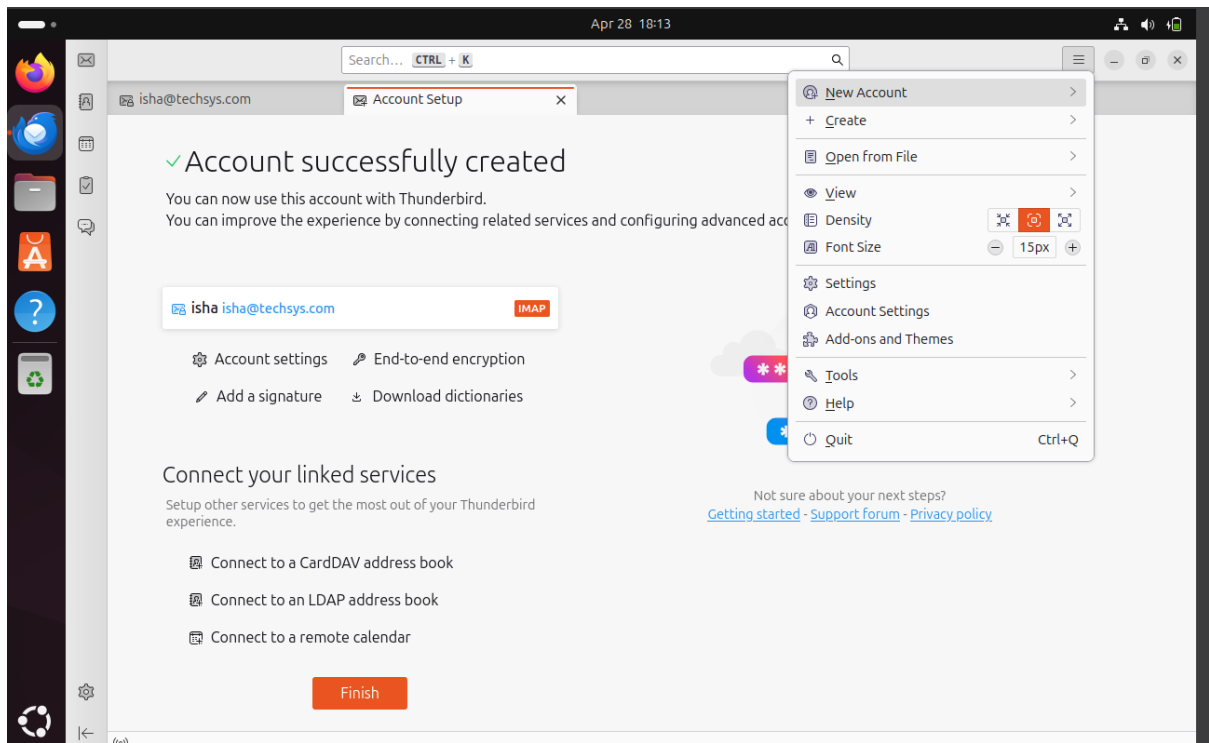 Apr 28 18:13
Search... CTRL + K
isha@techsys.com
Account Setup
Account successfully created
You can now use this account with Thunderbird.
You can improve the experience by connecting related services and configuring advanced acc
isha isha@techsys.com IMAP
Account settings
End-to-end encryption
Add a signature
Download dictionaries
Connect your linked services
Setup other services to get the most out of your Thunderbird
experience.
Connect to a CardDAV address book
Connect to an LDAP address book
Connect to a remote calendar
Finish
New Account
Create
Open from File
View
Density
Font Size 15px
Settings
Account Settings
Add-ons and Themes
Tools
Help
Quit Ctrl+Q
**
Not sure about your next steps?
Getting started - Support forum - Privacy policy